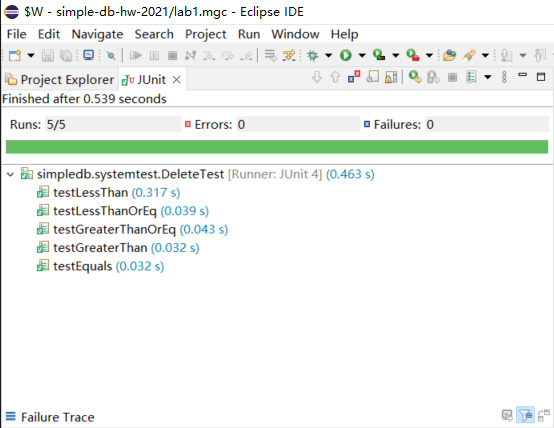 $W - simple-db-hw-2021/lab1.mgc - Eclipse IDE
File Edit Navigate Search Project Run Window Help
Project Explorer JUnit
Finished after 0.539 seconds
Runs: 5/5 Errors: 0 Failures: 0
simpledb.systemtest.DeleteTest [Runner: JUnit 4] (0.463 s)
testLessThan (0.317 s)
testLessThanOrEq (0.039 s)
testGreaterThanOrEq (0.043 s)
testGreaterThan (0.032 s)
testEquals (0.032 s)
Failure Trace